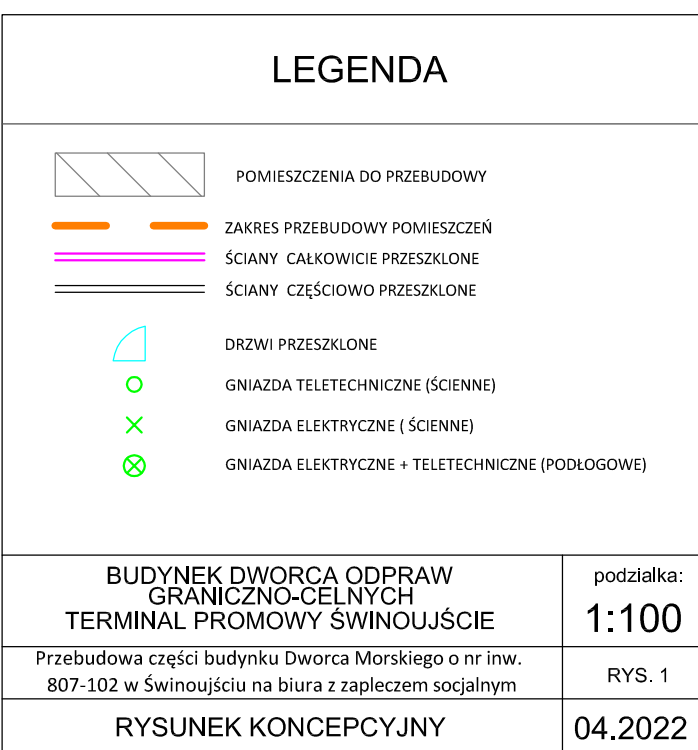 LEGENDA
POMIESZCZENIA DO PRZEBUDOWY
ZAKRES PRZEBUDOWY POMIESZCZEŃ
ŚCIANY CAŁKOWICIE PRZESZKLONE
ŚCIANY CZĘŚCIOWO PRZESZKLONE
DRZWI PRZESZKLONE
GNIAZDA TELETECHNICZNE (ŚCIENNE)
GNIAZDA ELEKTRYCZNE ( ŚCIENNE)
GNIAZDA ELEKTRYCZNE + TELETECHNICZNE (PODŁOGOWE)
BUDYNEK DWORCA ODPRAW
GRANICZNO-CELNYCH
TERMINAL PROMOWY ŚWINOUJŚCIE
podzialka:
1:100
Przebudowa części budynku Dworca Morskiego o nr inw.
807-102 w Świnoujściu na biura z zapleczem socjalnym
RYS. 1
RYSUNEK KONCEPCYJNY
04.2022